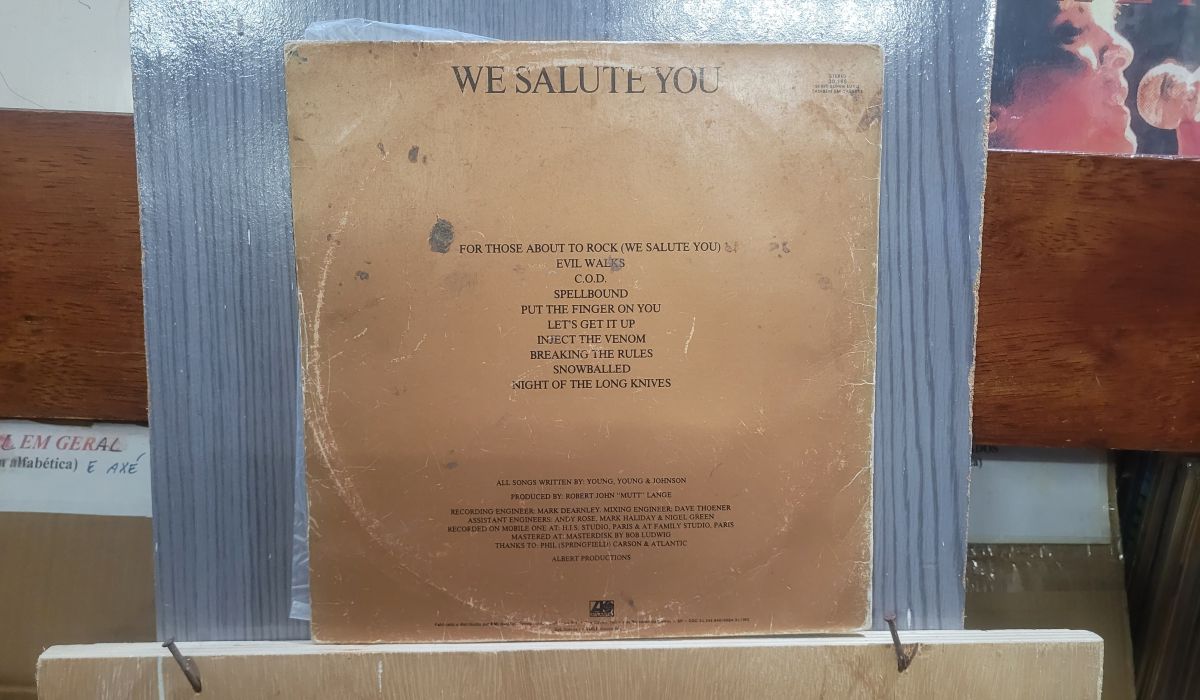 WE SALUTE YOU
STEREO
FOR THOSE ABOUT TO ROCK (WE SALUTE YOU)
EVIL WALKS
C.O.D.
SPELLBOUND
PUT THE FINGER ON YOU
LET'S GET IT UP
INJECT THE VENOM
BREAKING THE RULES
SNOWBALLED
NIGHT OF THE LONG KNIVES
ALL SONGS WRITTEN BY: YOUNG, YOUNG & JOHNSON
PRODUCED BY: ROBERT JOHN "MUTT" LANGE
RECORDING ENGINEER: MARK DEARNLEY, MIXING ENGINEER: DAVE THOENER
ASSISTANT ENGINEERS: ANDY ROSE, MARK HALIDAY & NIGEL GREEN
RECORDED ON MOBILE ONE AT: H.I.S. STUDIO, PARIS & AT FAMILY STUDIO, PARIS
MASTERED AT: MASTERDISK BY BOB LUDWIG
THANKS TO: PHIL (SPRINGFIELD) CARSON & ATLANTIC
ALBERT PRODUCTIONS
EM GERAL
alfabética) E AXÉ